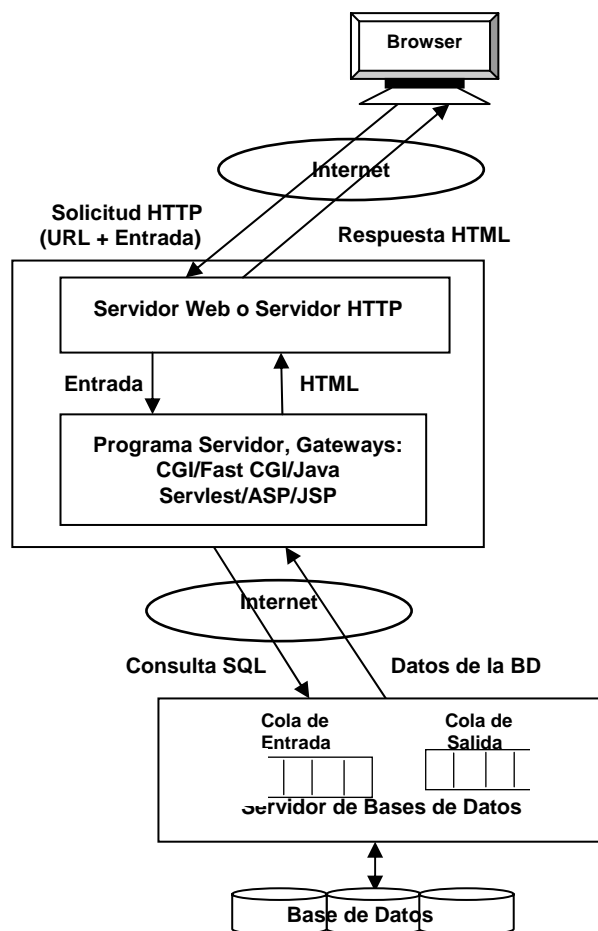 Browser
Internet
Solicitud HTTP
(URL + Entrada)
Respuesta HTML
Servidor Web o Servidor HTTP
Entrada
HTML
Programa Servidor, Gateways:
CGI/Fast CGI/Java
Servlest/ASP/JSP
Internet
Consulta SQL
Datos de la BD
Cola de
Entrada
Cola de
Salida
Servidor de Bases de Datos
Base de Datos